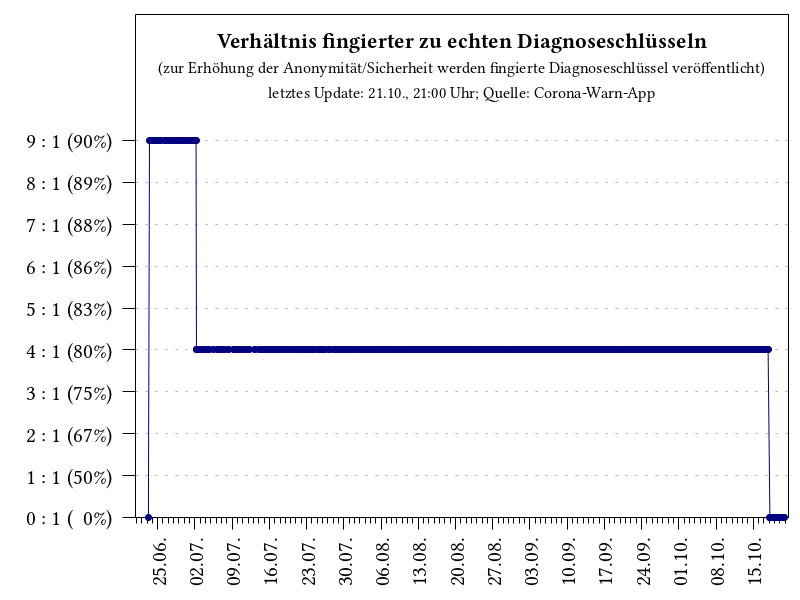 Verhältnis fingierter zu echten Diagnoseschlüsseln
(zur Erhöhung der Anonymität/Sicherheit werden fingierte Diagnoseschlüssel veröffentlicht)
letztes Update: 21.10., 21:00 Uhr; Quelle: Corona-Warn-App
9 : 1 (90%)
8 : 1 (89%)
7 : 1 (88%)
6 : 1 (86%)
5 : 1 (83%)
4 : 1 (80%)
3 : 1 (75%)
2 : 1 (67%)
1 : 1 (50%)
0 : 1 (  0%)
25.06.
02.07.
09.07.
16.07.
23.07.
30.07.
06.08.
13.08.
20.08.
27.08.
03.09.
10.09.
17.09.
24.09.
01.10.
08.10.
15.10.